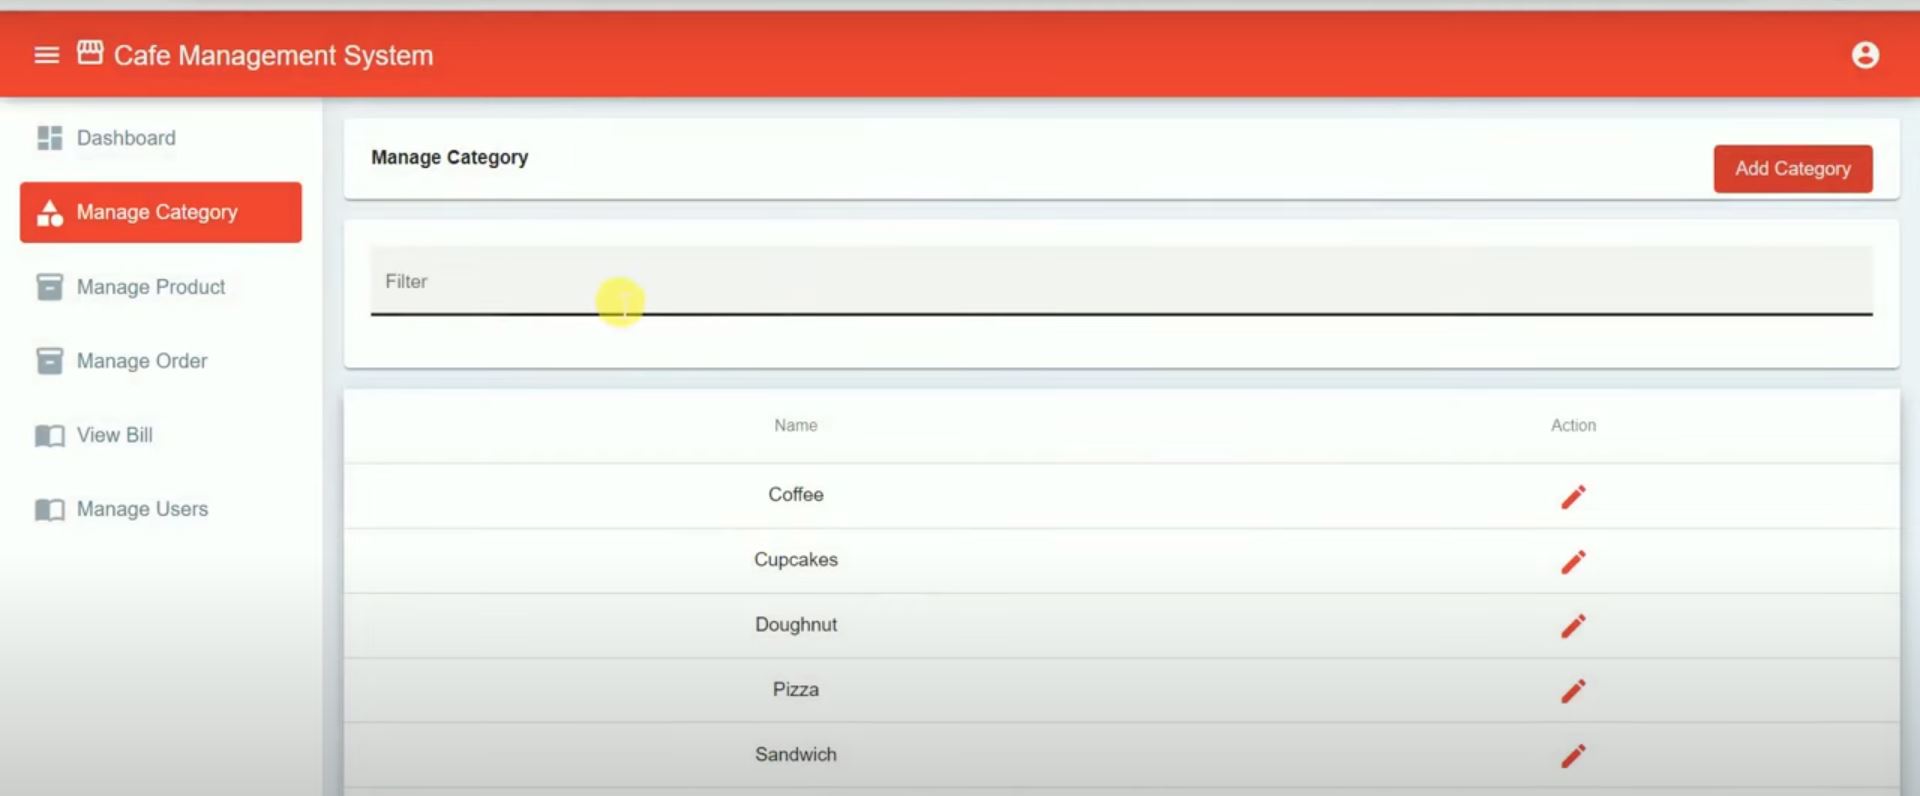 Cafe Management System
Dashboard
Manage Category
Manage Product
Manage Order
View Bill
Manage Users
Manage Category
Add Category
Filter
Name Action
Coffee
Cupcakes
Doughnut
Pizza
Sandwich